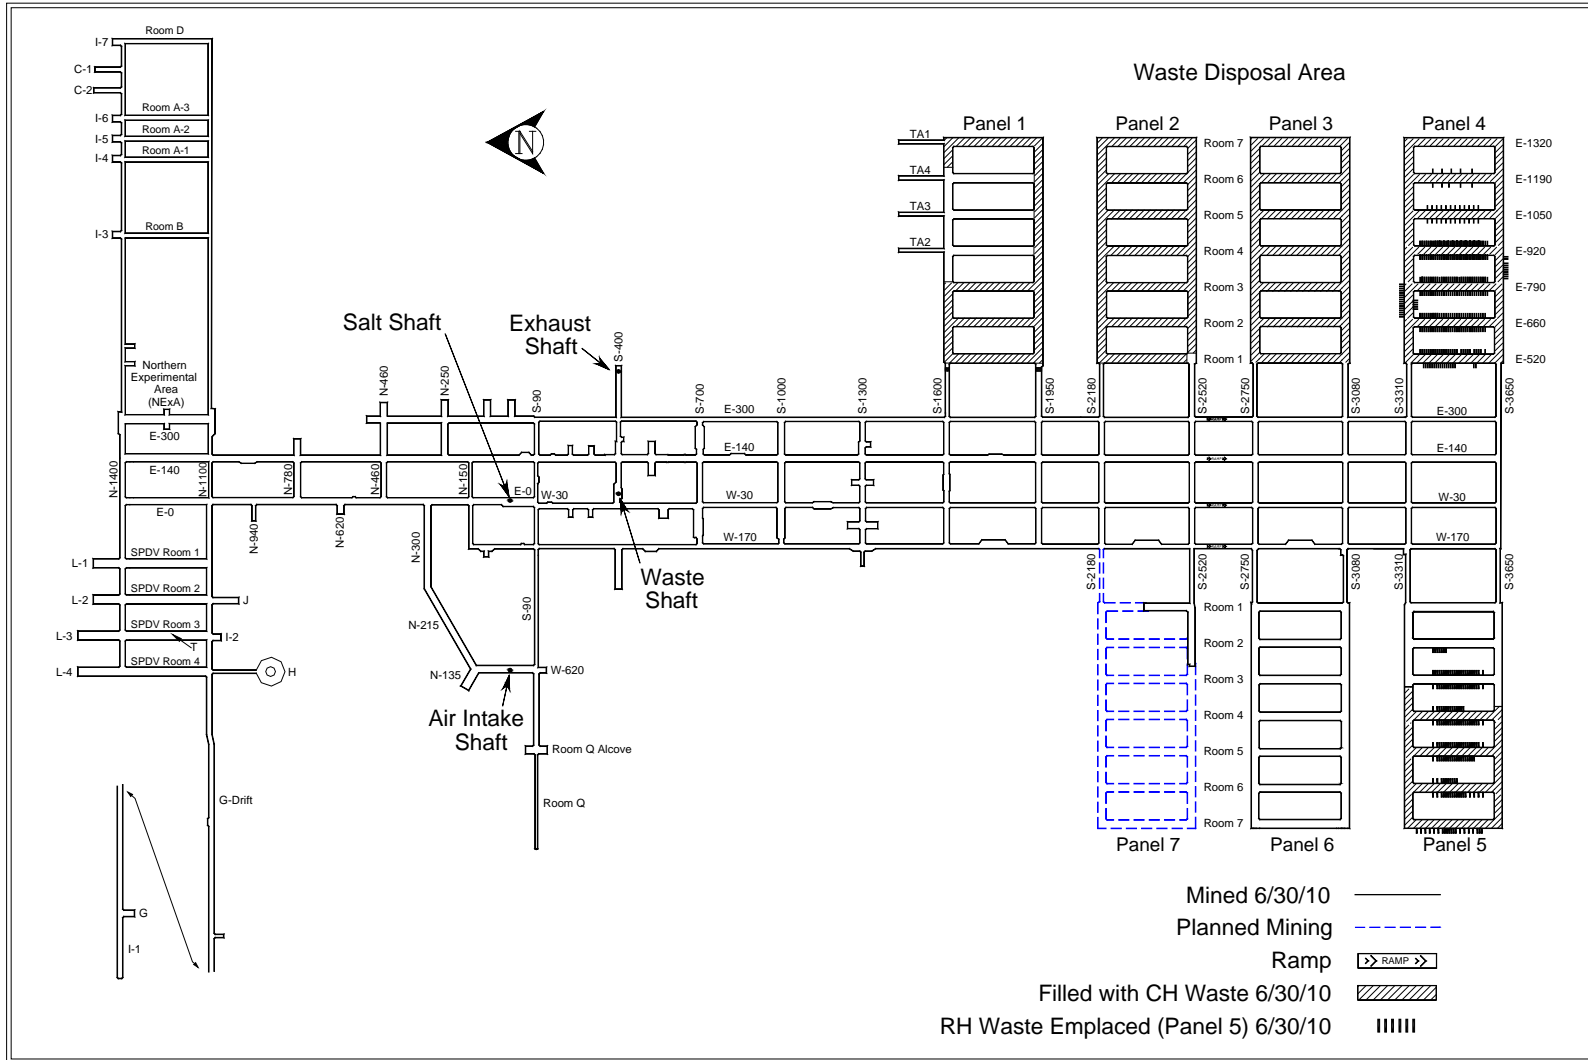 Room D
I-7
C-1
C-2
Room A-3
I-6
Room A-2
I-5
Room A-1
I-4
Room B
I-3
Northern
Experimental
Area
(NExA)
E-300
E-140
E-0
N-1400
N-1100
N-780
N-460
N-460
N-250
N-150
N-940
N-620
N-300
SPDV Room 1
L-1
SPDV Room 2
L-2
J
SPDV Room 3
L-3
T
I-2
SPDV Room 4
L-4
H
G-Drift
G
I-1
N
Salt Shaft
Exhaust
Shaft
S-400
S-90
E-0
W-30
Waste
Shaft
N-215
N-135
S-90
W-620
Air Intake
Shaft
Room Q Alcove
Room Q
S-700
S-1000
S-1300
S-1600
S-1950
S-2180
S-2520
S-2750
S-3080
S-3310
S-3650
E-300
E-140
W-30
W-170
E-300
E-140
W-30
W-170
RAMP
RAMP
RAMP
RAMP
Waste Disposal Area
Panel 1
Panel 2
Panel 3
Panel 4
TA1
TA4
TA3
TA2
Room 7
Room 6
Room 5
Room 4
Room 3
Room 2
Room 1
E-1320
E-1190
E-1050
E-920
E-790
E-660
E-520
S-2180
S-2520
S-2750
S-3080
S-3310
S-3650
Room 1
Room 2
Room 3
Room 4
Room 5
Room 6
Room 7
Panel 7
Panel 6
Panel 5
Mined 6/30/10
Planned Mining
Ramp
RAMP
Filled with CH Waste 6/30/10
RH Waste Emplaced (Panel 5) 6/30/10